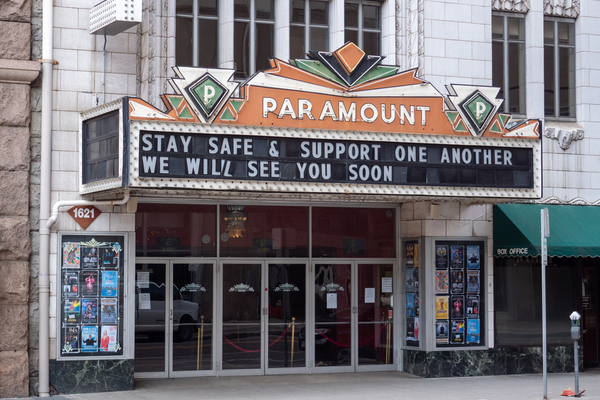 P
PARAMOUNT
P
STAY SAFE & SUPPORT ONE ANOTHER
WE WILL SEE YOU SOON
1621
BOX OFFICE